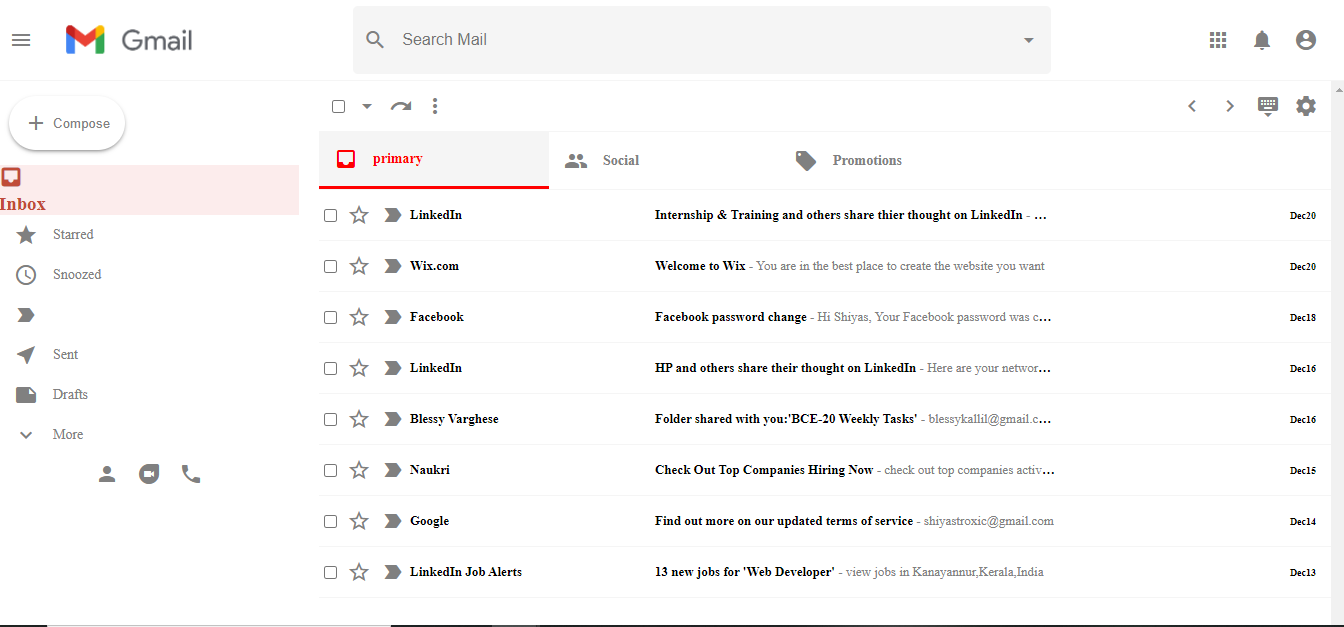 Gmail
Search Mail
Compose
Inbox
Starred
Snoozed
Sent
Drafts
More
primary
Social
Promotions
LinkedIn Internship & Training and others share thier thought on LinkedIn - ... Dec20
Wix.com Welcome to Wix - You are in the best place to create the website you want Dec20
Facebook Facebook password change - Hi Shiyas, Your Facebook password was c... Dec18
LinkedIn HP and others share their thought on LinkedIn - Here are your networ... Dec16
Blessy Varghese Folder shared with you:'BCE-20 Weekly Tasks' - blessykallil@gmail.c... Dec16
Naukri Check Out Top Companies Hiring Now - check out top companies activ... Dec15
Google Find out more on our updated terms of service - shiyastroxic@gmail.com Dec14
LinkedIn Job Alerts 13 new jobs for 'Web Developer' - view jobs in Kanayannur,Kerala,India Dec13